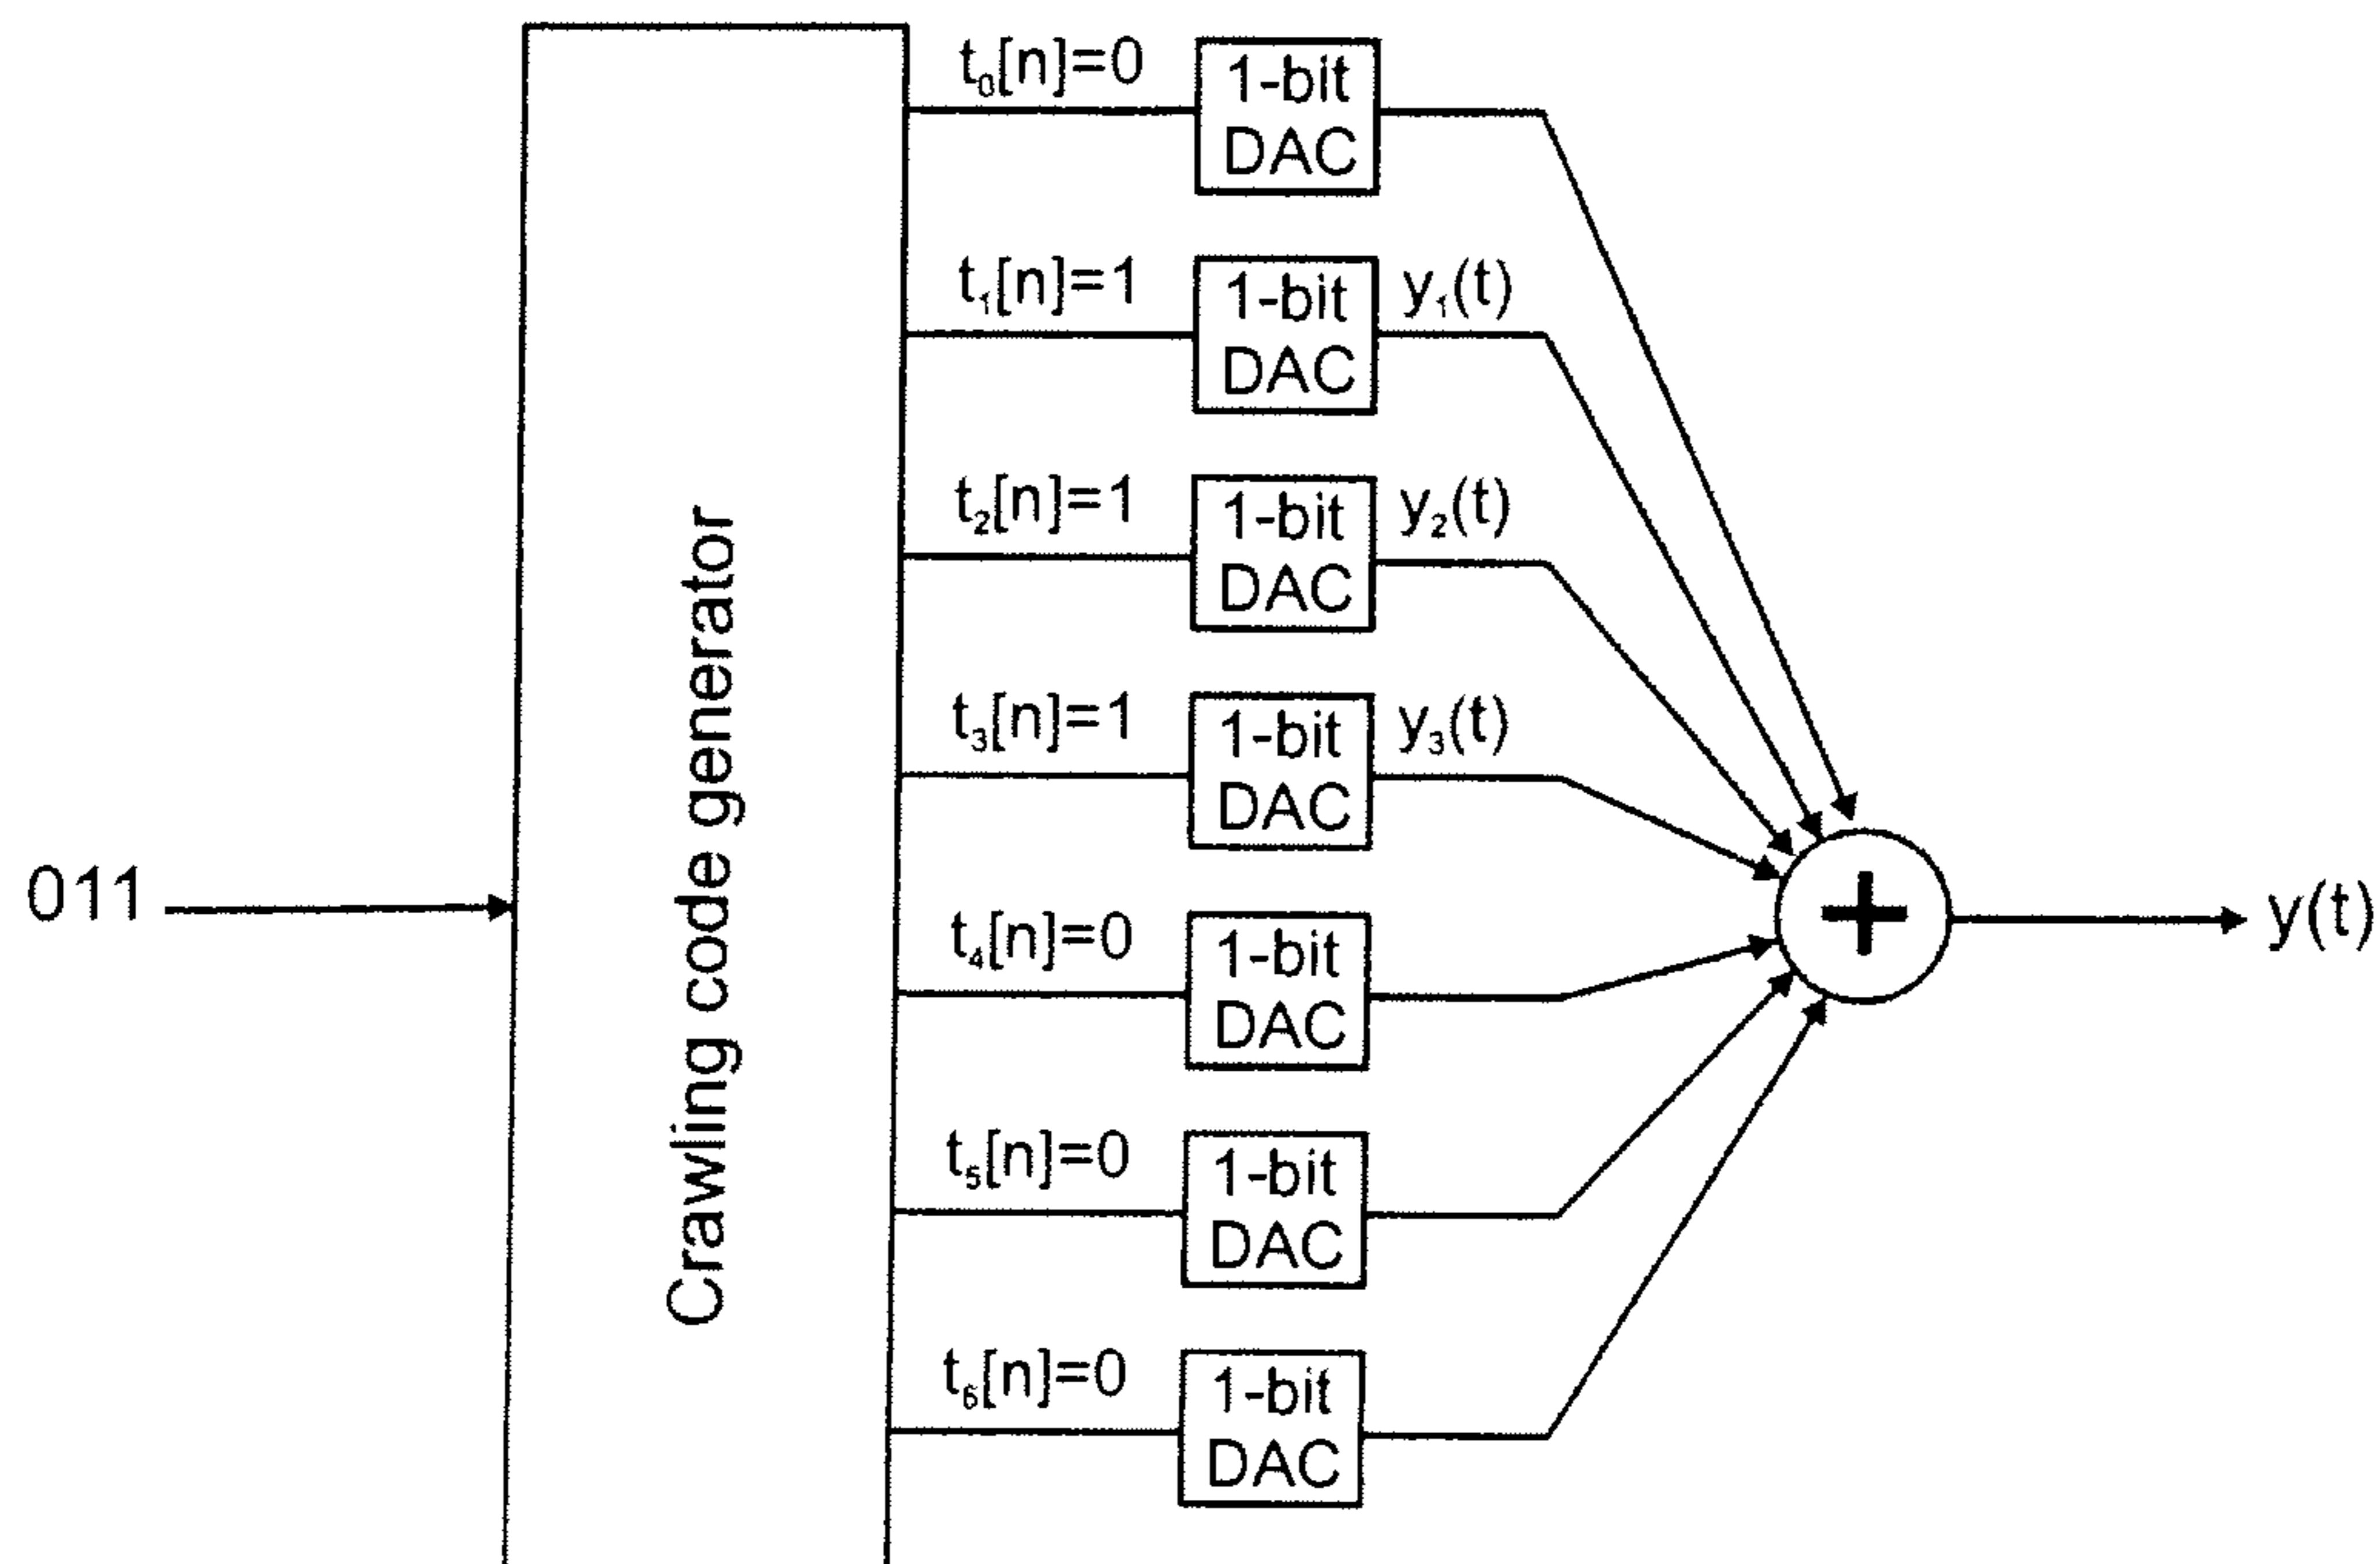 t₀[n]=0
1-bit
DAC
t₁[n]=1
1-bit
DAC
y₁(t)
t₂[n]=1
1-bit
DAC
y₂(t)
t₃[n]=1
1-bit
DAC
y₃(t)
Crawling code generator
011
t₄[n]=0
1-bit
DAC
+
y(t)
t₅[n]=0
1-bit
DAC
t₆[n]=0
1-bit
DAC